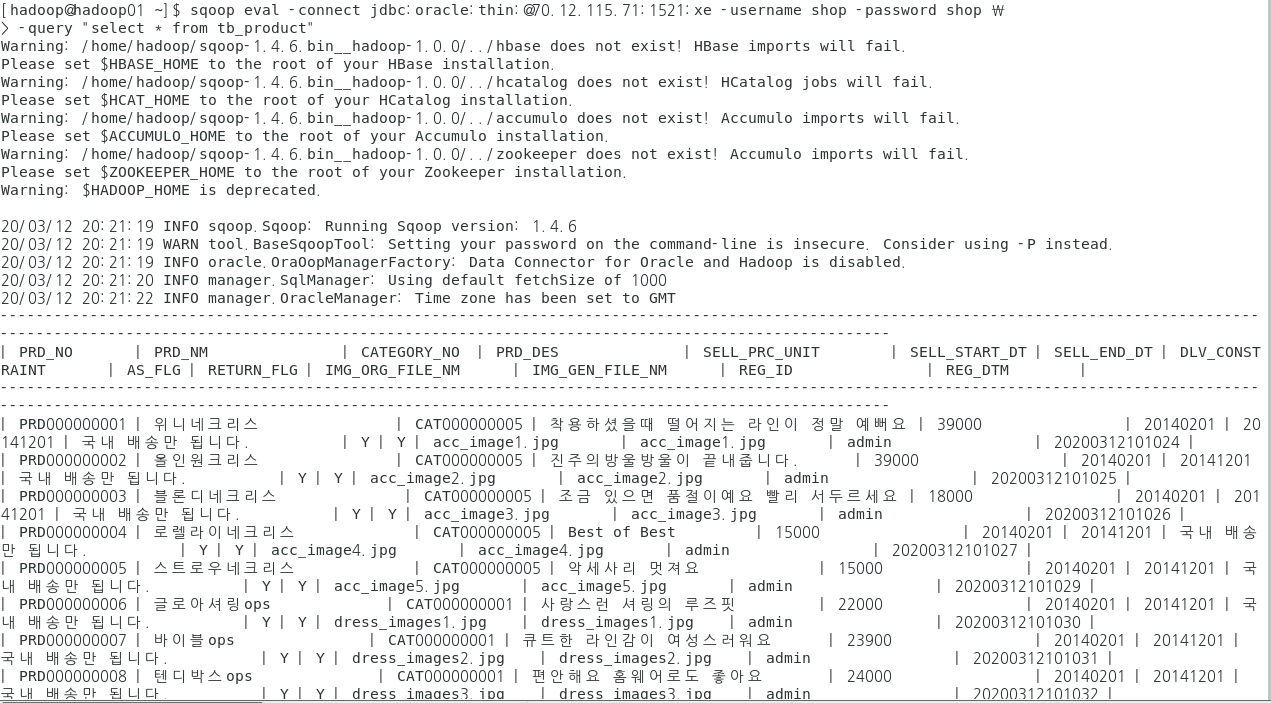 [hadoop@hadoop01 ~]$ sqoop eval -connect jdbc:oracle:thin:@70.12.115.71:1521:xe -username shop -password shop ₩
> -query "select * from tb_product"
Warning: /home/hadoop/sqoop-1.4.6.bin__hadoop-1.0.0/../hbase does not exist! HBase imports will fail.
Please set $HBASE_HOME to the root of your HBase installation.
Warning: /home/hadoop/sqoop-1.4.6.bin__hadoop-1.0.0/../hcatalog does not exist! HCatalog jobs will fail.
Please set $HCAT_HOME to the root of your HCatalog installation.
Warning: /home/hadoop/sqoop-1.4.6.bin__hadoop-1.0.0/../accumulo does not exist! Accumulo imports will fail.
Please set $ACCUMULO_HOME to the root of your Accumulo installation.
Warning: /home/hadoop/sqoop-1.4.6.bin__hadoop-1.0.0/../zookeeper does not exist! Accumulo imports will fail.
Please set $ZOOKEEPER_HOME to the root of your Zookeeper installation.
Warning: $HADOOP_HOME is deprecated.
20/03/12 20:21:19 INFO sqoop.Sqoop: Running Sqoop version: 1.4.6
20/03/12 20:21:19 WARN tool.BaseSqoopTool: Setting your password on the command-line is insecure. Consider using -P instead.
20/03/12 20:21:19 INFO oracle.OraOopManagerFactory: Data Connector for Oracle and Hadoop is disabled.
20/03/12 20:21:20 INFO manager.SqlManager: Using default fetchSize of 1000
20/03/12 20:21:22 INFO manager.OracleManager: Time zone has been set to GMT
--------------------------------------------------------------------------------------------------------------------------------------------
---------------------------------------------------------------------------------------------------
| PRD_NO | PRD_NM | CATEGORY_NO | PRD_DES | SELL_PRC_UNIT | SELL_START_DT | SELL_END_DT | DLV_CONST
RAINT | AS_FLG | RETURN_FLG | IMG_ORG_FILE_NM | IMG_GEN_FILE_NM | REG_ID | REG_DTM |
--------------------------------------------------------------------------------------------------------------------------------------------
---------------------------------------------------------------------------------------------------
| PRD000000001 | 위니네크리스 | CAT000000005 | 착용하셨을때 떨어지는 라인이 정말 예뻐요 | 39000 | 20140201 | 20
141201 | 국내 배송만 됩니다. | Y | Y | acc_image1.jpg | acc_image1.jpg | admin | 20200312101024 |
| PRD000000002 | 올인원크리스 | CAT000000005 | 진주의방울방울이 끝내줍니다. | 39000 | 20140201 | 20141201
| 국내 배송만 됩니다. | Y | Y | acc_image2.jpg | acc_image2.jpg | admin | 20200312101025 |
| PRD000000003 | 블론디네크리스 | CAT000000005 | 조금 있으면 품절이예요 빨리 서두르세요 | 18000 | 20140201 | 201
41201 | 국내 배송만 됩니다. | Y | Y | acc_image3.jpg | acc_image3.jpg | admin | 20200312101026 |
| PRD000000004 | 로렐라이네크리스 | CAT000000005 | Best of Best | 15000 | 20140201 | 20141201 | 국내 배송
만 됩니다. | Y | Y | acc_image4.jpg | acc_image4.jpg | admin | 20200312101027 |
| PRD000000005 | 스트로우네크리스 | CAT000000005 | 악세사리 멋져요 | 15000 | 20140201 | 20141201 | 국
내 배송만 됩니다. | Y | Y | acc_image5.jpg | acc_image5.jpg | admin | 20200312101029 |
| PRD000000006 | 글로아셔링ops | CAT000000001 | 사랑스런 셔링의 루즈핏 | 22000 | 20140201 | 20141201 | 국
내 배송만 됩니다. | Y | Y | dress_images1.jpg | dress_images1.jpg | admin | 20200312101030 |
| PRD000000007 | 바이블ops | CAT000000001 | 큐트한 라인감이 여성스러워요 | 23900 | 20140201 | 20141201 |
국내 배송만 됩니다. | Y | Y | dress_images2.jpg | dress_images2.jpg | admin | 20200312101031 |
| PRD000000008 | 텐디박스ops | CAT000000001 | 편안해요 홈웨어로도 좋아요 | 24000 | 20140201 | 20141201 |
국내 배송만 됩니다. | Y | Y | dress_images3.jpg | dress_images3.jpg | admin | 20200312101032 |